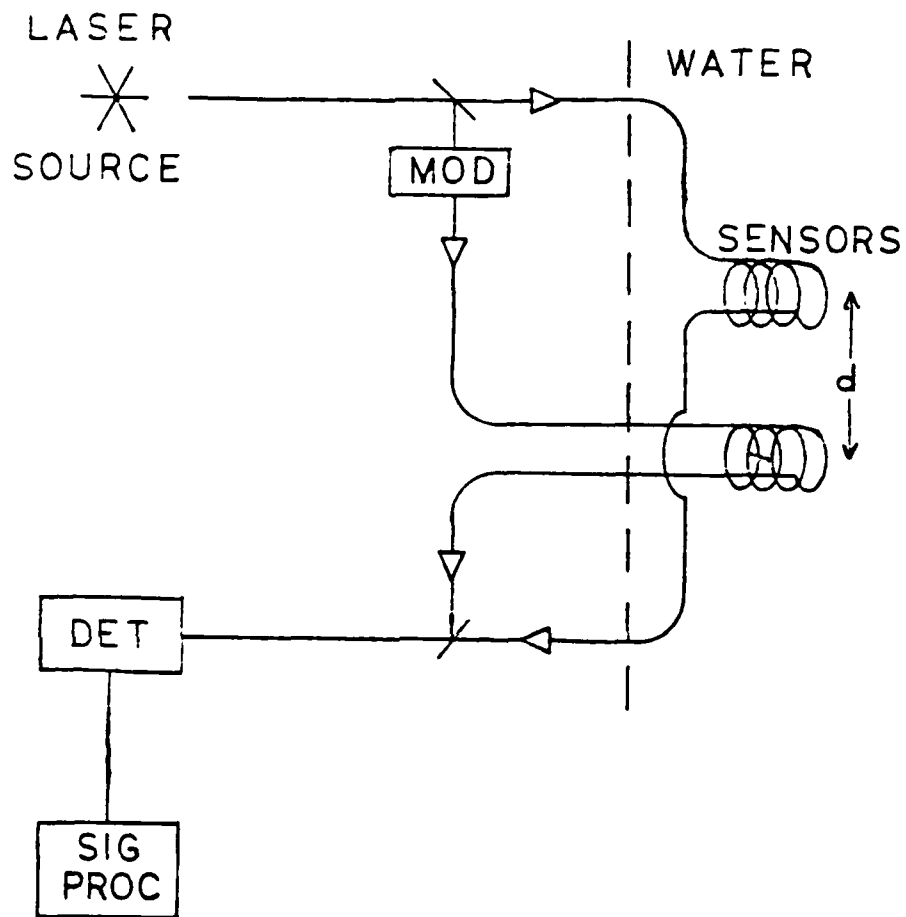 LASER
SOURCE
WATER
MOD
SENSORS
d
DET
SIG
PROC